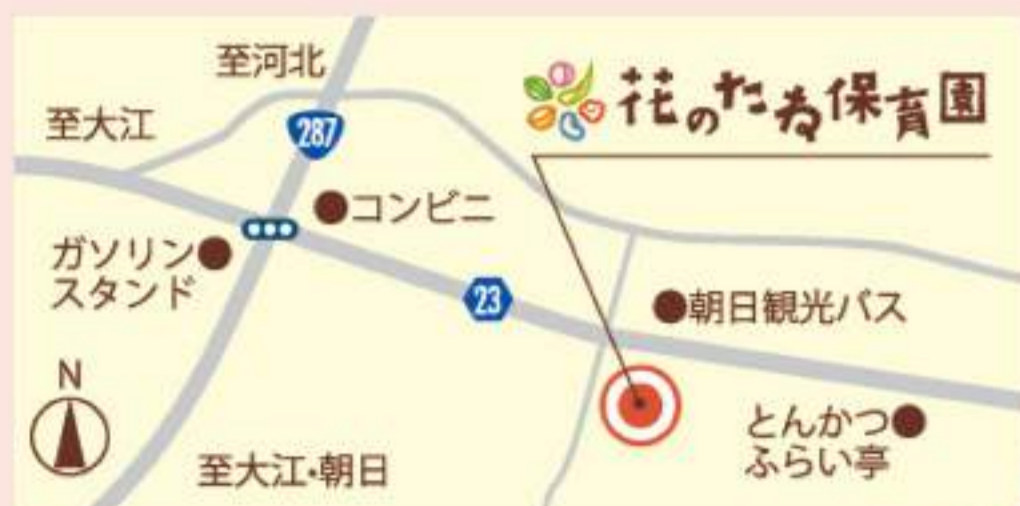 至河北
至大江
287
花のたね保育園
コンビニ
ガソリン
スタンド
23
朝日観光バス
N
とんかつ
ふらい亭
至大江・朝日